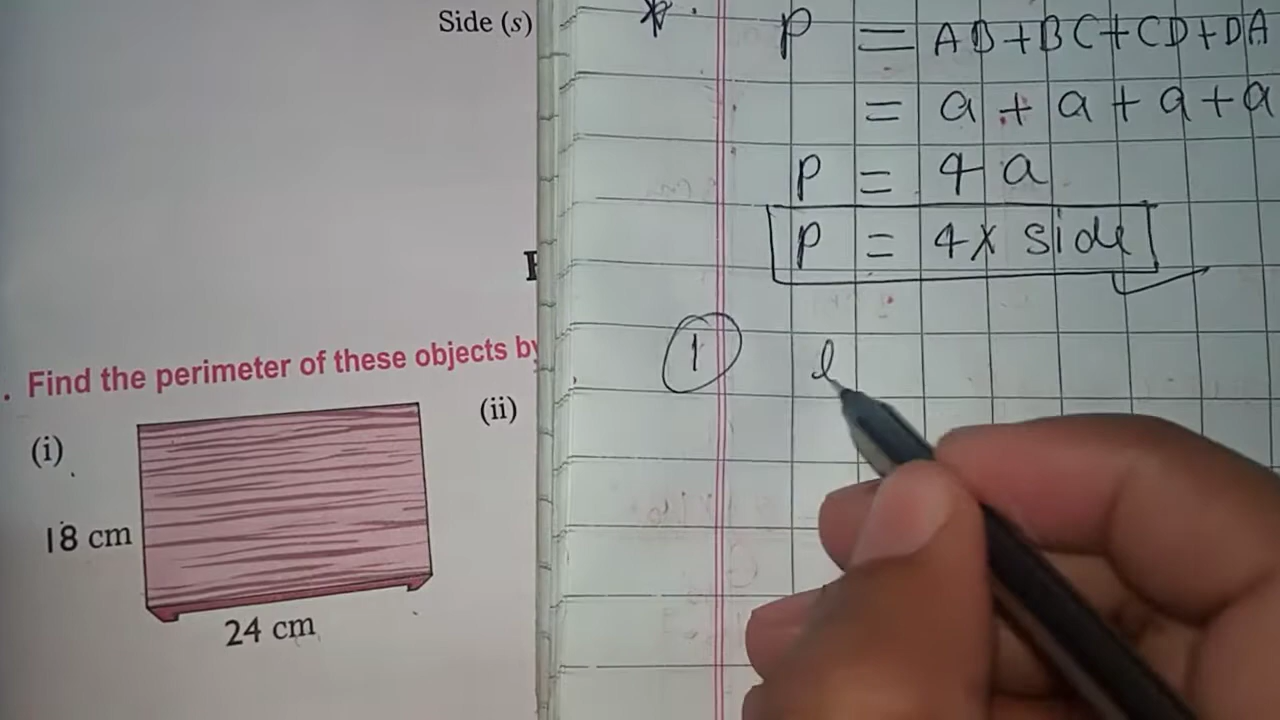 Side (s)
. Find the perimeter of these objects by
(i)
(ii)
18 cm
24 cm
P = AB+BC+CD+DA
= a + a + a + a
P = 4 a
P = 4 x side
1 l